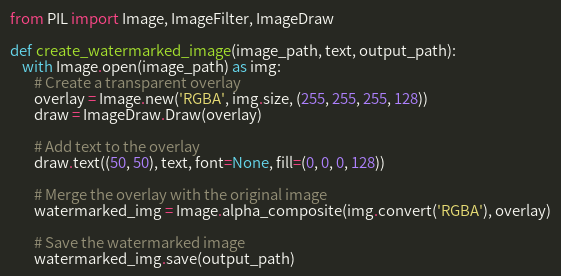 from PIL import Image, ImageFilter, ImageDraw
def create_watermarked_image(image_path, text, output_path):
with Image.open(image_path) as img:
# Create a transparent overlay
overlay = Image.new('RGBA', img.size, (255, 255, 255, 128))
draw = ImageDraw.Draw(overlay)
# Add text to the overlay
draw.text((50, 50), text, font=None, fill=(0, 0, 0, 128))
# Merge the overlay with the original image
watermarked_img = Image.alpha_composite(img.convert('RGBA'), overlay)
# Save the watermarked image
watermarked_img.save(output_path)